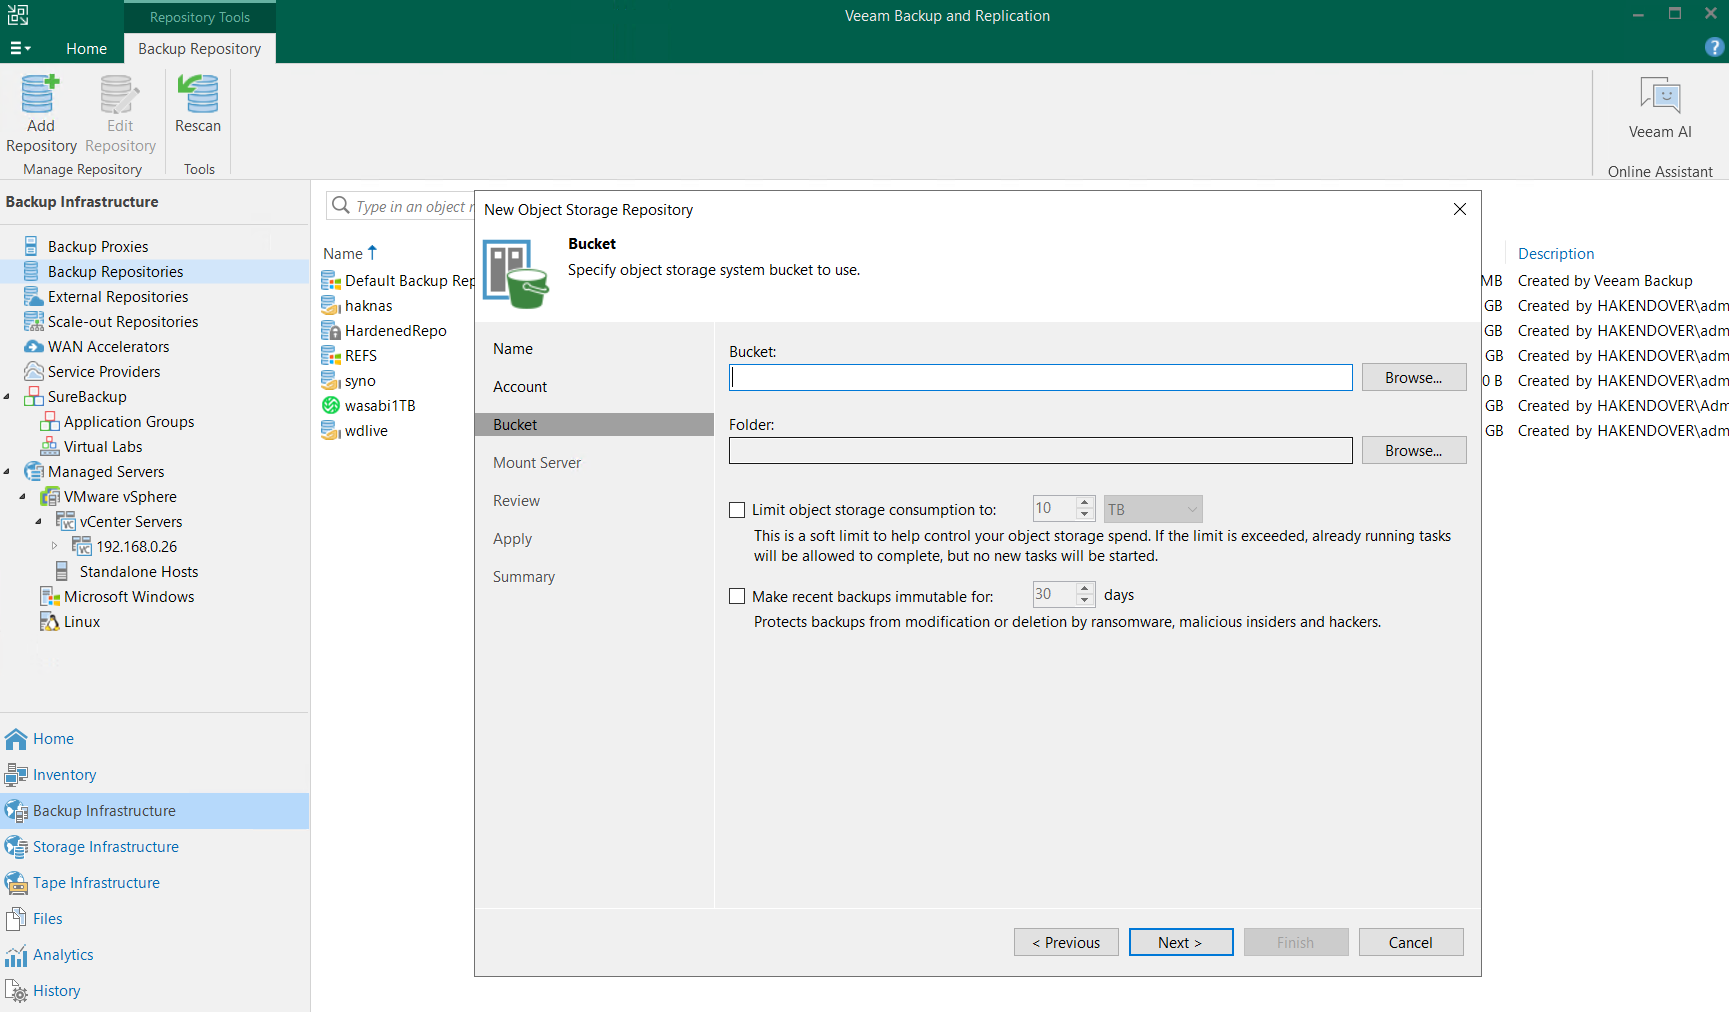 Repository Tools
Veeam Backup and Replication
Home
Backup Repository
Add
Repository
Edit
Repository
Rescan
Manage Repository
Tools
Veeam AI
Online Assistant
Backup Infrastructure
Backup Proxies
Backup Repositories
External Repositories
Scale-out Repositories
WAN Accelerators
Service Providers
SureBackup
Application Groups
Virtual Labs
Managed Servers
VMware vSphere
vCenter Servers
192.168.0.26
Standalone Hosts
Microsoft Windows
Linux
Home
Inventory
Backup Infrastructure
Storage Infrastructure
Tape Infrastructure
Files
Analytics
History
Type in an object
Name
Default Backup Rep
haknas
HardenedRepo
REFS
syno
wasabi1TB
wdlive
New Object Storage Repository
Bucket
Specify object storage system bucket to use.
Name
Account
Bucket
Mount Server
Review
Apply
Summary
Bucket:
Browse...
Folder:
Browse...
Limit object storage consumption to: 10 TB
This is a soft limit to help control your object storage spend. If the limit is exceeded, already running tasks
will be allowed to complete, but no new tasks will be started.
Make recent backups immutable for: 30 days
Protects backups from modification or deletion by ransomware, malicious insiders and hackers.
< Previous
Next >
Finish
Cancel
Description
MB Created by Veeam Backup
GB Created by HAKENDOVER\adm
GB Created by HAKENDOVER\adm
GB Created by HAKENDOVER\adm
0 B Created by HAKENDOVER\adm
GB Created by HAKENDOVER\Adm
GB Created by HAKENDOVER\adm